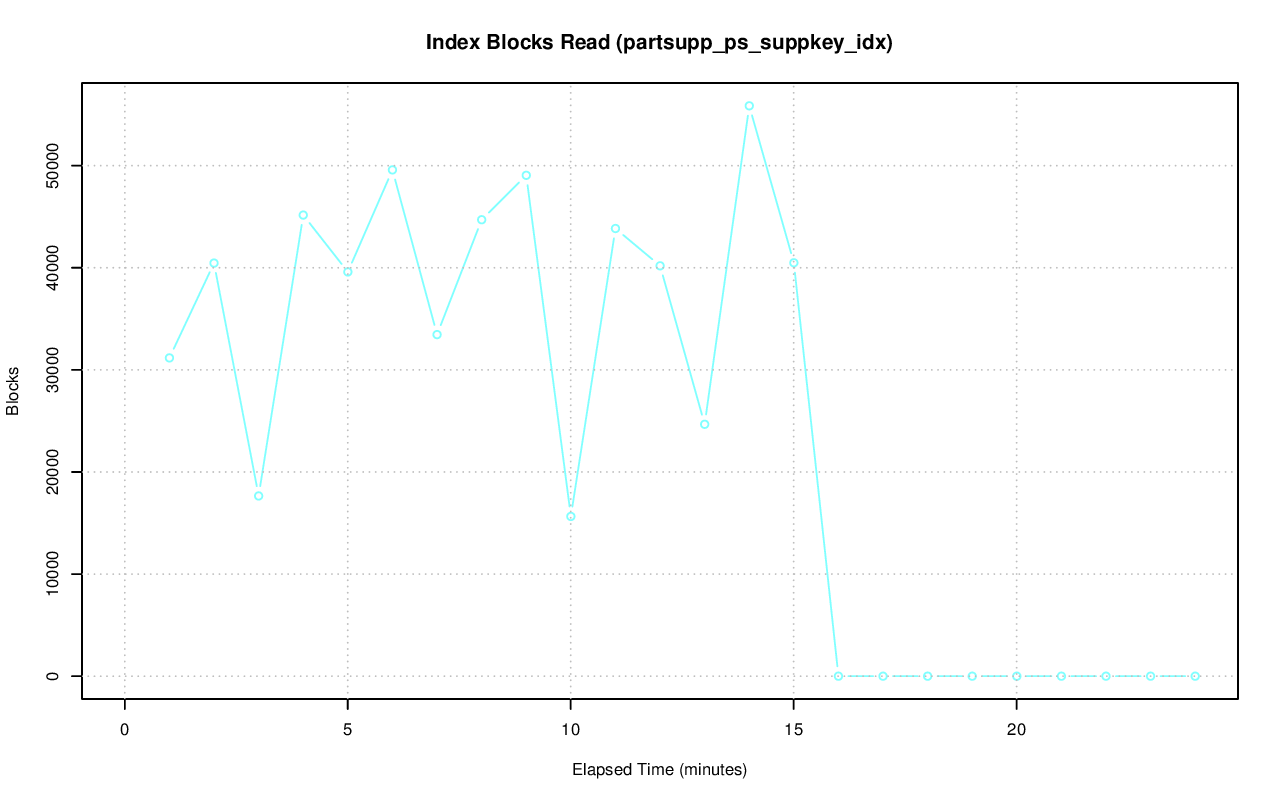 Index Blocks Read (partsupp_ps_suppkey_idx)
Blocks
50000
40000
30000
20000
10000
0
0 5 10 15 20
Elapsed Time (minutes)